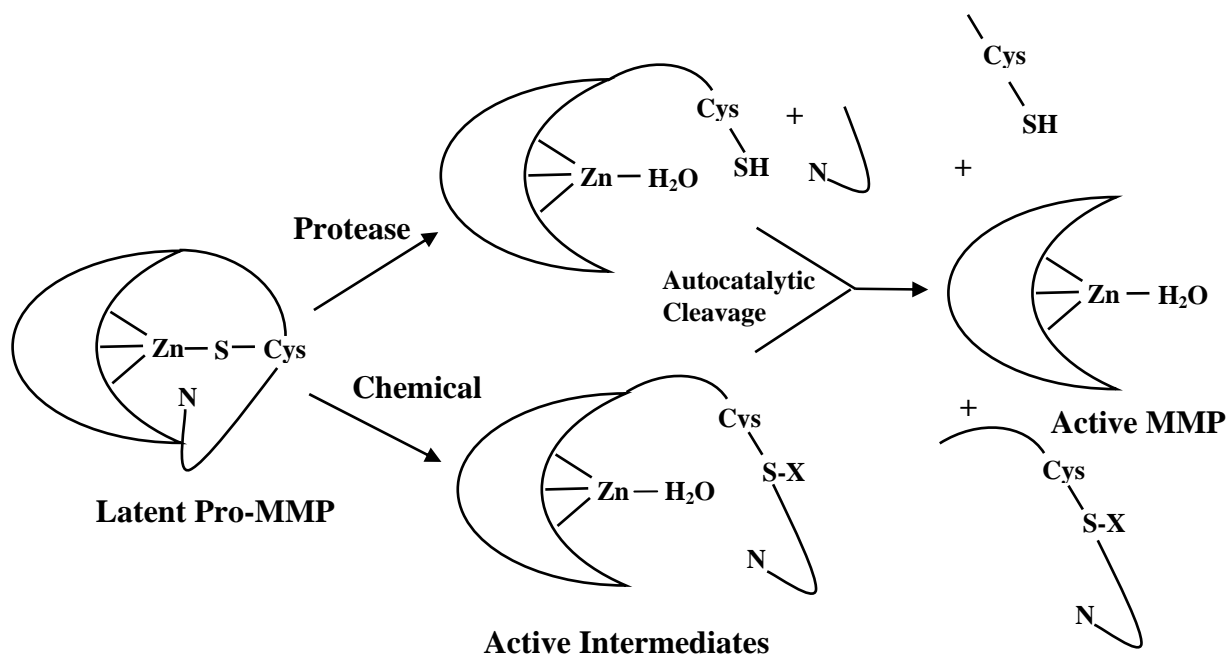 Cys
SH
Cys
SH
+
N
+
Zn
H₂O
Protease
Autocatalytic
Cleavage
Zn
H₂O
Active MMP
Zn
S
Cys
N
Latent Pro-MMP
Chemical
Cys
S-X
Zn
H₂O
N
Active Intermediates
+
Cys
S-X
N